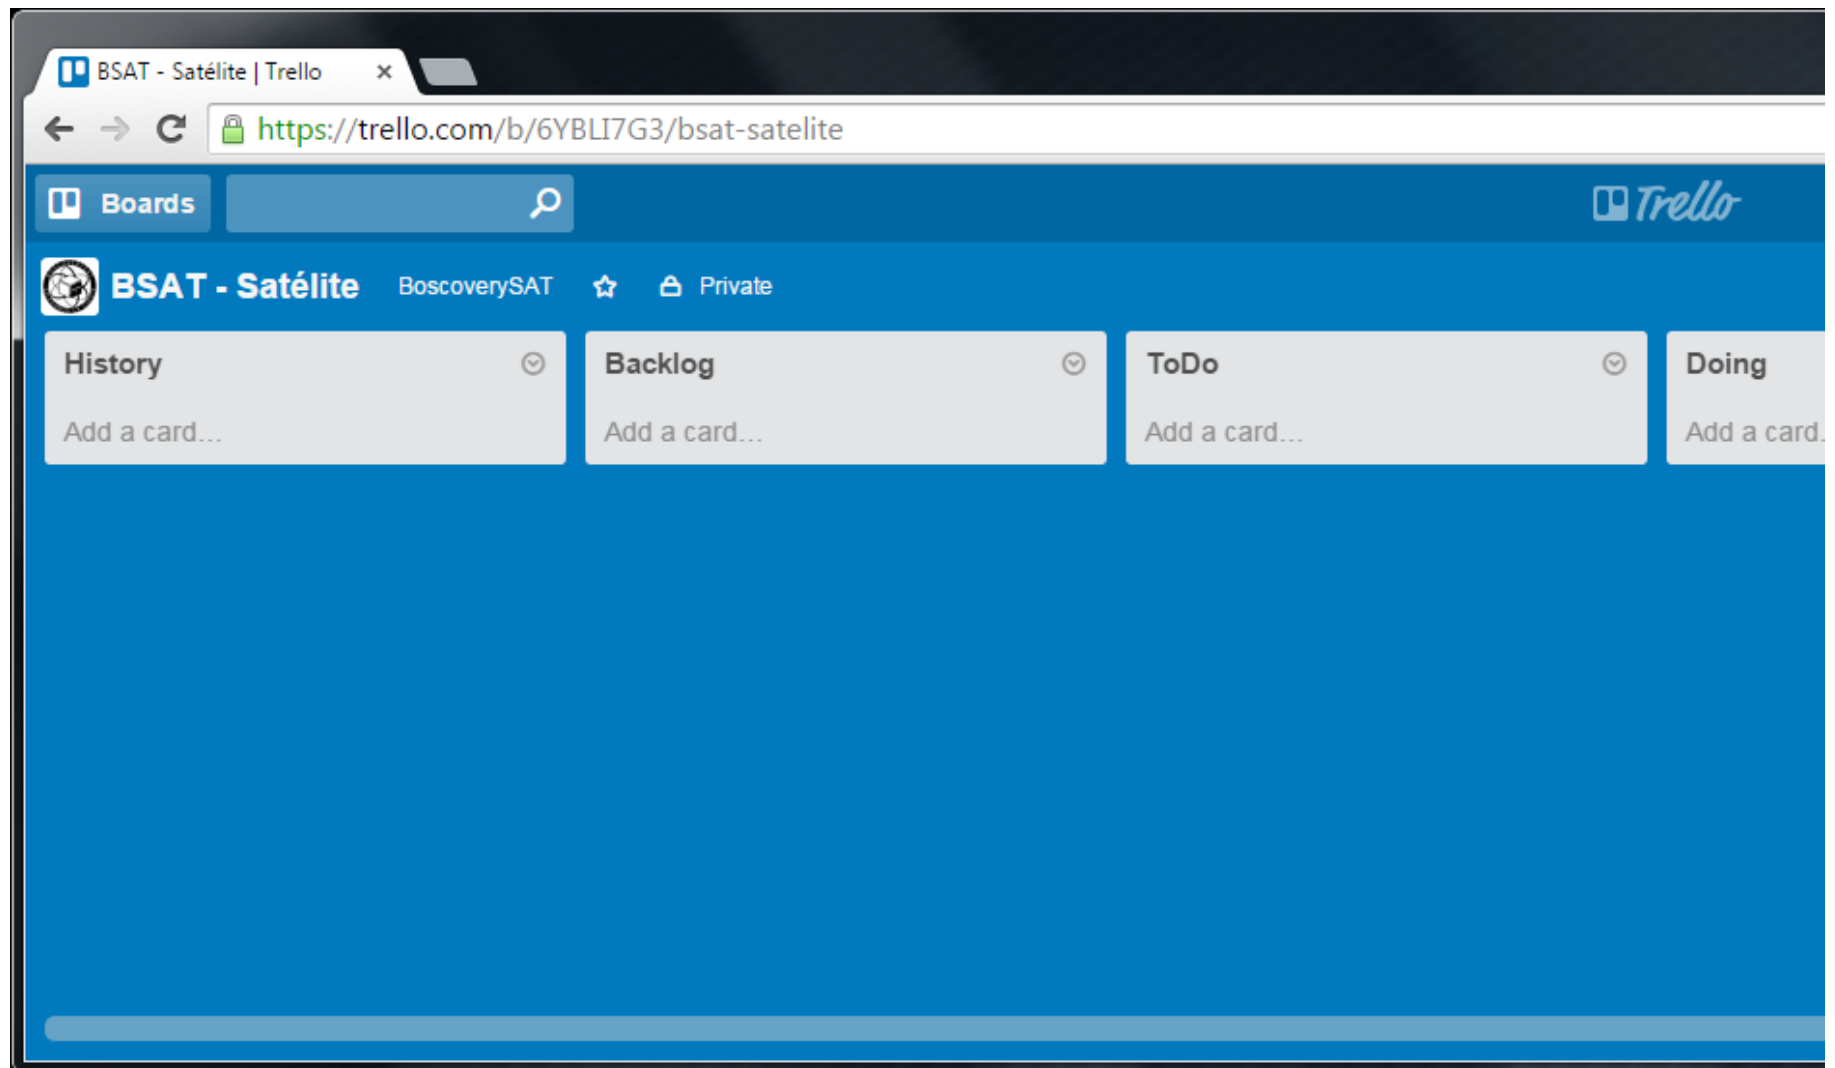 BSAT - Satélite | Trello
https://trello.com/b/6YBLI7G3/bsat-satelite
Boards
Trello
BSAT - Satélite BoscoverySAT Private
History Backlog ToDo Doing
Add a card... Add a card... Add a card... Add a card.